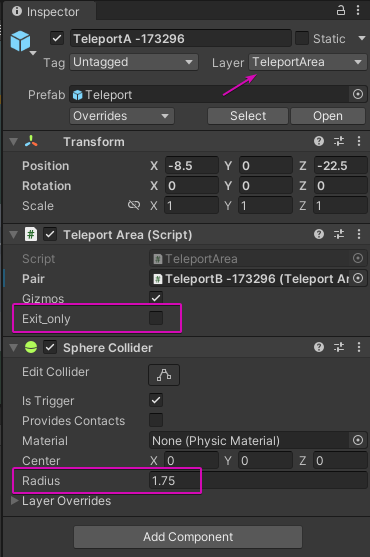 Inspector
TeleportA -173296 Static
Tag Untagged Layer TeleportArea
Prefab Teleport
Overrides Select Open
Transform
Position X -8.5 Y 0 Z -22.5
Rotation X 0 Y 0 Z 0
Scale X 1 Y 1 Z 1
# Teleport Area (Script)
Script # TeleportArea
Pair # TeleportB -173296 (Teleport Ar
Gizmos
Exit_only
Sphere Collider
Edit Collider
Is Trigger
Provides Contacts
Material None (Physic Material)
Center X 0 Y 0 Z 0
Radius 1.75
Layer Overrides
Add Component